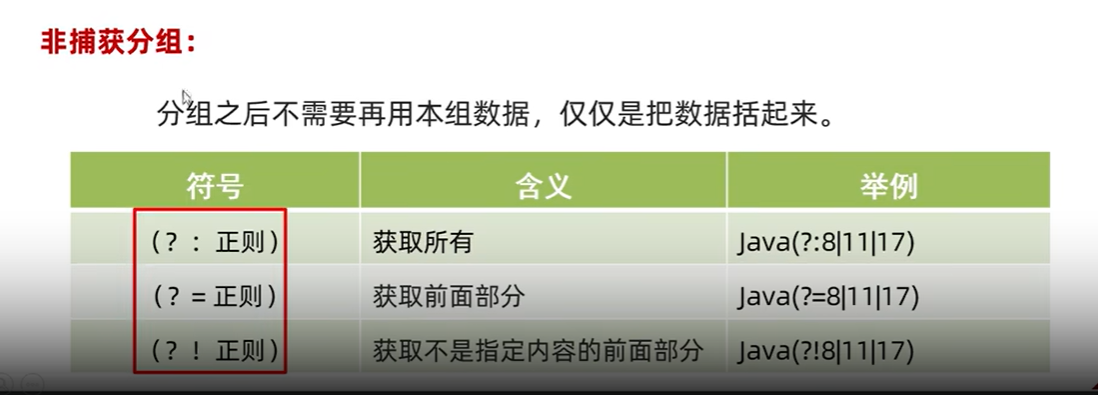 非捕获分组：
分组之后不需要再用本组数据，仅仅是把数据括起来。
符号 含义 举例
（？：正则） 获取所有 Java(?:8|11|17)
（？= 正则） 获取前面部分 Java(?=8|11|17)
（？！正则） 获取不是指定内容的前面部分 Java(?!8|11|17)